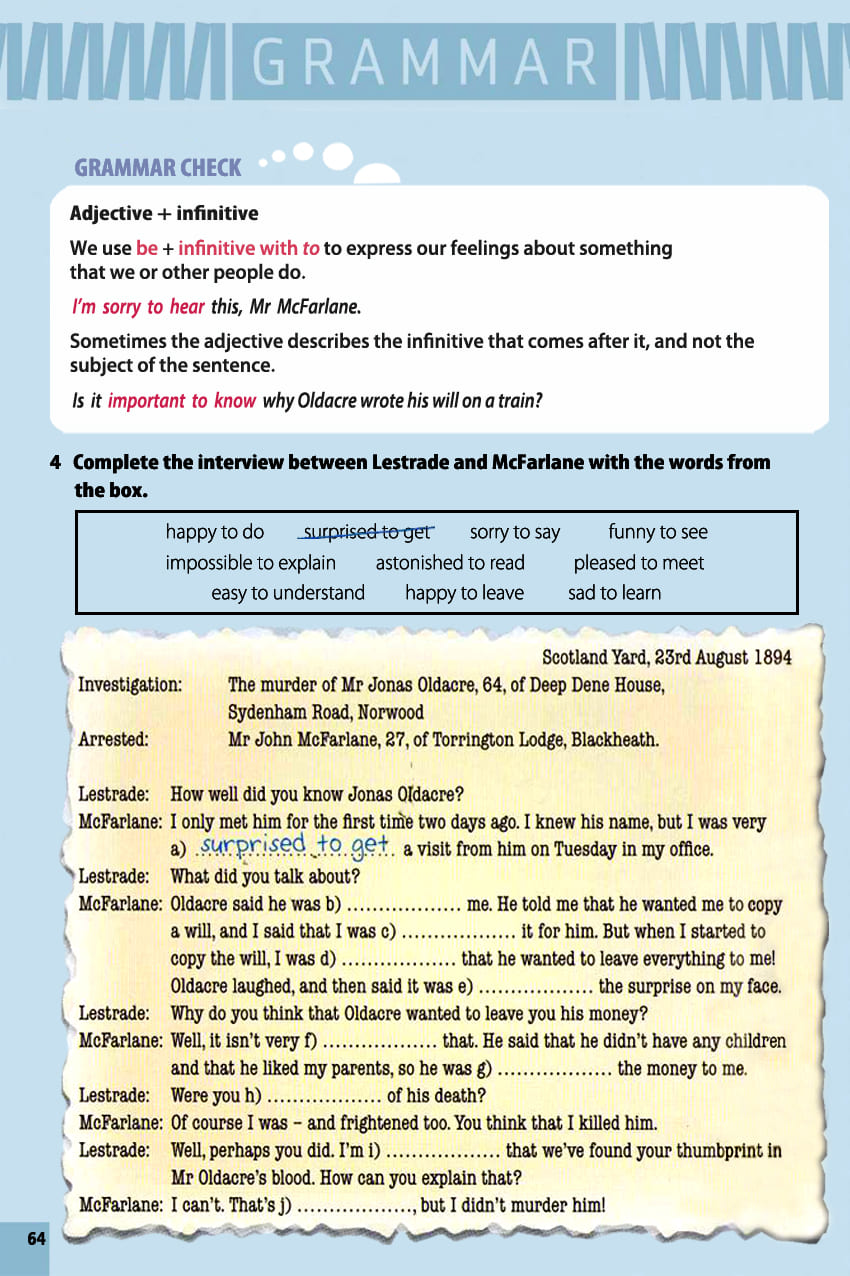 GRAMMAR
GRAMMAR CHECK
Adjective + infinitive
We use be + infinitive with to to express our feelings about something
that we or other people do.
I'm sorry to hear this, Mr McFarlane.
Sometimes the adjective describes the infinitive that comes after it, and not the
subject of the sentence.
Is it important to know why Oldacre wrote his will on a train?
4 Complete the interview between Lestrade and McFarlane with the words from
the box.
happy to do surprised to get sorry to say funny to see
impossible to explain astonished to read pleased to meet
easy to understand happy to leave sad to learn
Scotland Yard, 23rd August 1894
Investigation: The murder of Mr Jonas Oldacre, 64, of Deep Dene House,
Sydenham Road, Norwood
Arrested: Mr John McFarlane, 27, of Torrington Lodge, Blackheath.
Lestrade: How well did you know Jonas Oldacre?
McFarlane: I only met him for the first time two days ago. I knew his name, but I was very
a) surprised to get a visit from him on Tuesday in my office.
Lestrade: What did you talk about?
McFarlane: Oldacre said he was b) .................. me. He told me that he wanted me to copy
a will, and I said that I was c) .................. it for him. But when I started to
copy the will, I was d) .................. that he wanted to leave everything to me!
Oldacre laughed, and then said it was e) .................. the surprise on my face.
Lestrade: Why do you think that Oldacre wanted to leave you his money?
McFarlane: Well, it isn't very f) .................. that. He said that he didn't have any children
and that he liked my parents, so he was g) .................. the money to me.
Lestrade: Were you h) .................. of his death?
McFarlane: Of course I was – and frightened too. You think that I killed him.
Lestrade: Well, perhaps you did. I'm i) .................. that we've found your thumbprint in
Mr Oldacre's blood. How can you explain that?
McFarlane: I can't. That's j) .................., but I didn't murder him!
64